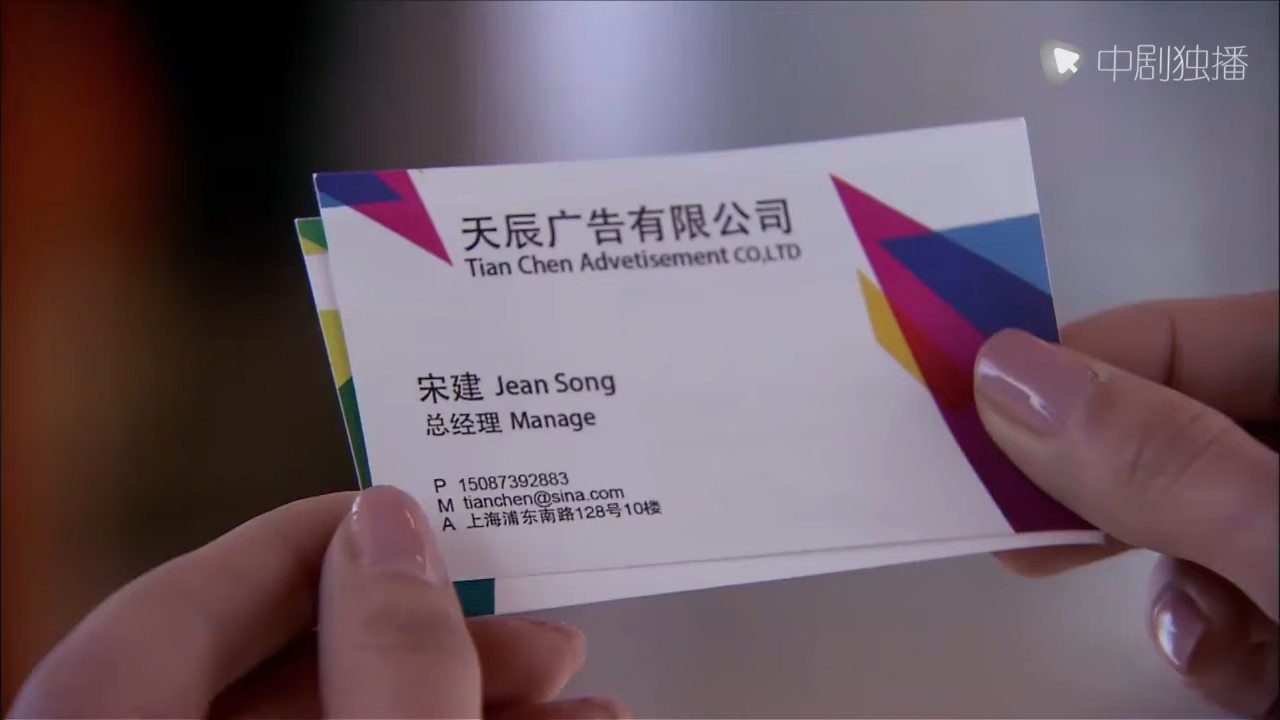 中剧独播
天辰广告有限公司
Tian Chen Advetisement CO,LTD
宋建 Jean Song
总经理 Manage
P 15087392883
M tianchen@sina.com
A 上海浦东南路128号10楼